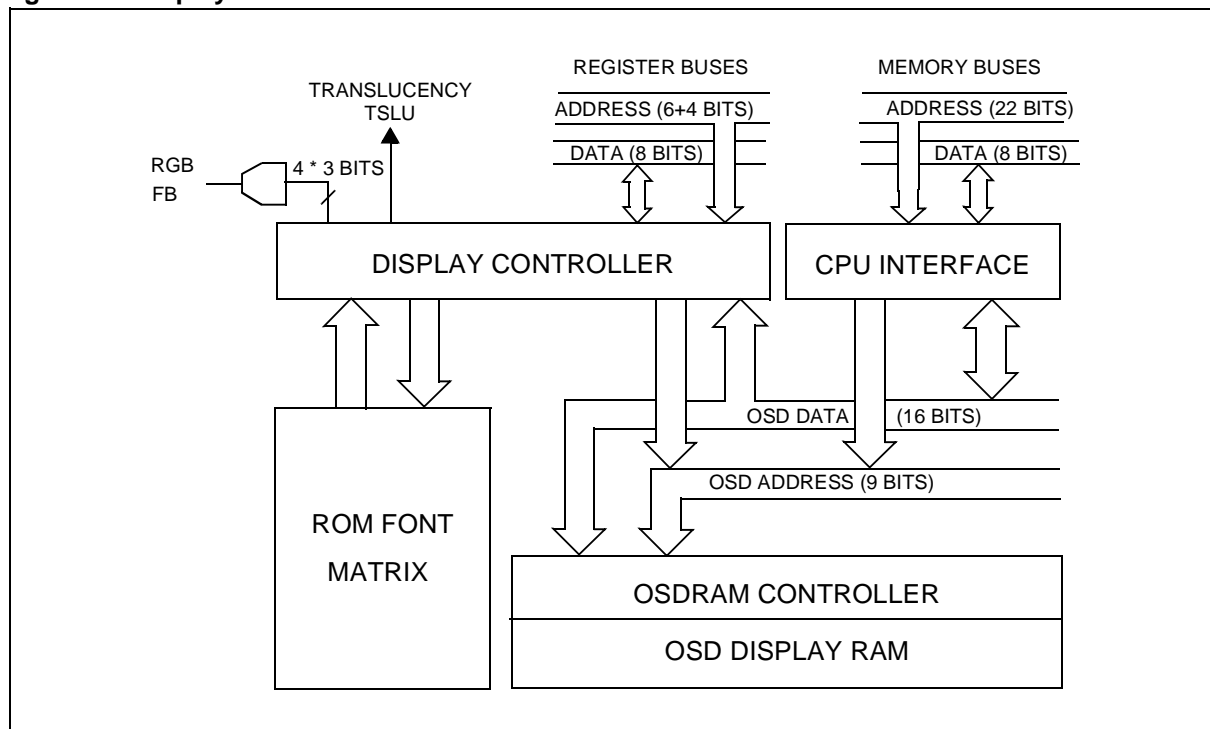 REGISTER BUSES
MEMORY BUSES
TRANSLUCENCY
TSLU
ADDRESS (6+4 BITS)
ADDRESS (22 BITS)
DATA (8 BITS)
DATA (8 BITS)
RGB
FB
4 * 3 BITS
DISPLAY CONTROLLER
CPU INTERFACE
OSD DATA (16 BITS)
OSD ADDRESS (9 BITS)
ROM FONT
MATRIX
OSDRAM CONTROLLER
OSD DISPLAY RAM